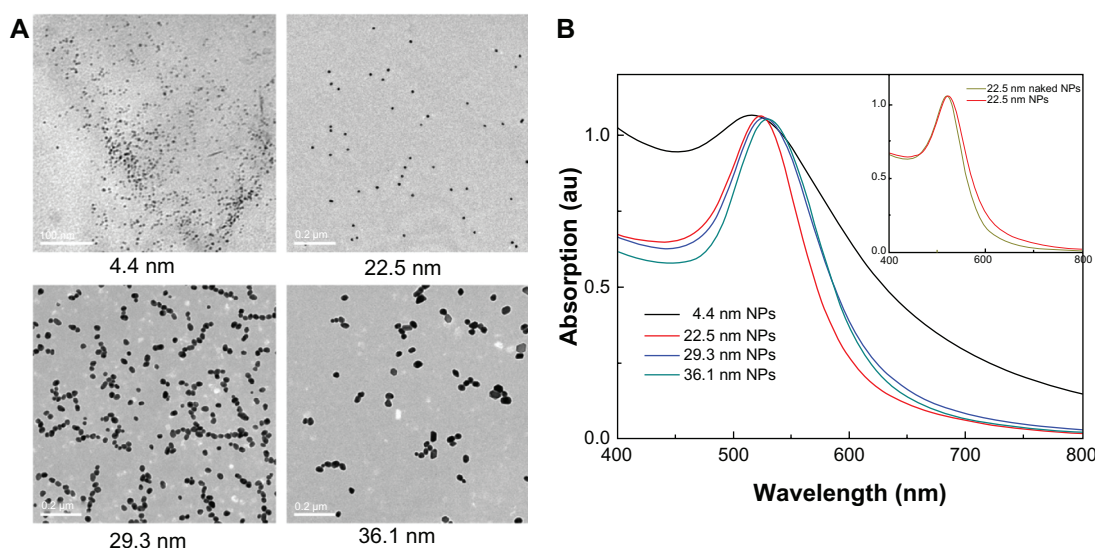 A
100 nm
4.4 nm
0.2 µm
22.5 nm
0.2 µm
29.3 nm
0.2 µm
36.1 nm
B
Absorption (au)
1.0
0.5
0.0
400 500 600 700 800
Wavelength (nm)
4.4 nm NPs
22.5 nm NPs
29.3 nm NPs
36.1 nm NPs
22.5 nm naked NPs
22.5 nm NPs
1.0
0.5
0.0
400 600 800